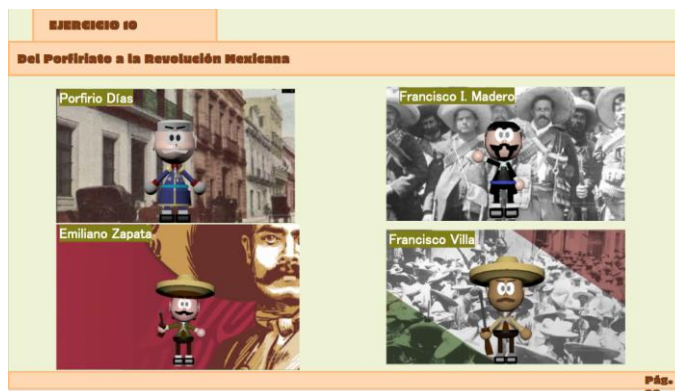 EJERCICIO 10
Del Porfiriato a la Revolución Mexicana
Porfirio Días
Francisco I. Madero
Emiliano Zapata
Francisco Villa
Pág.